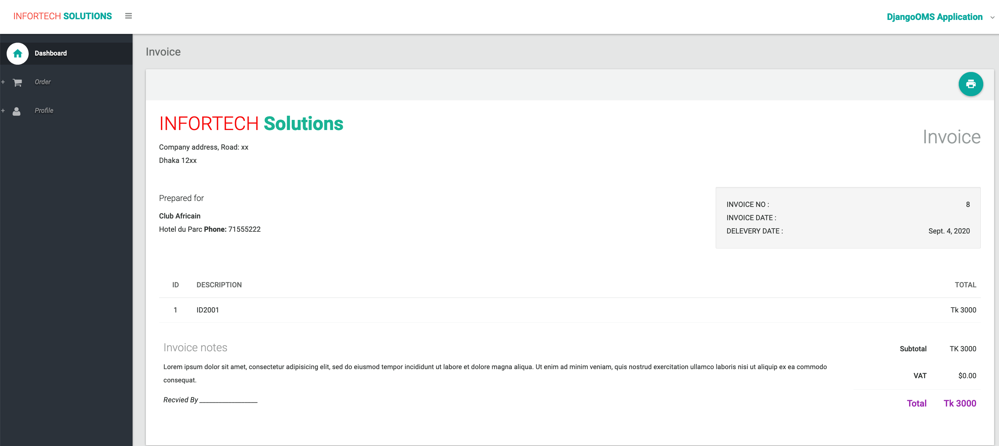 INFORTECH SOLUTIONS
DjangoOMS Application
Dashboard
+ Order
+ Profile
Invoice
INFORTECH Solutions
Invoice
Company address, Road: xx
Dhaka 12xx
Prepared for
Club Africain
Hotel du Parc Phone: 71555222
INVOICE NO : 8
INVOICE DATE :
DELEVERY DATE : Sept. 4, 2020
ID DESCRIPTION TOTAL
1 ID2001 Tk 3000
Invoice notes
Lorem ipsum dolor sit amet, consectetur adipisicing elit, sed do eiusmod tempor incididunt ut labore et dolore magna aliqua. Ut enim ad minim veniam, quis nostrud exercitation ullamco laboris nisi ut aliquip ex ea commodo
consequat.
Recvied By _________________
Subtotal TK 3000
VAT $0.00
Total Tk 3000